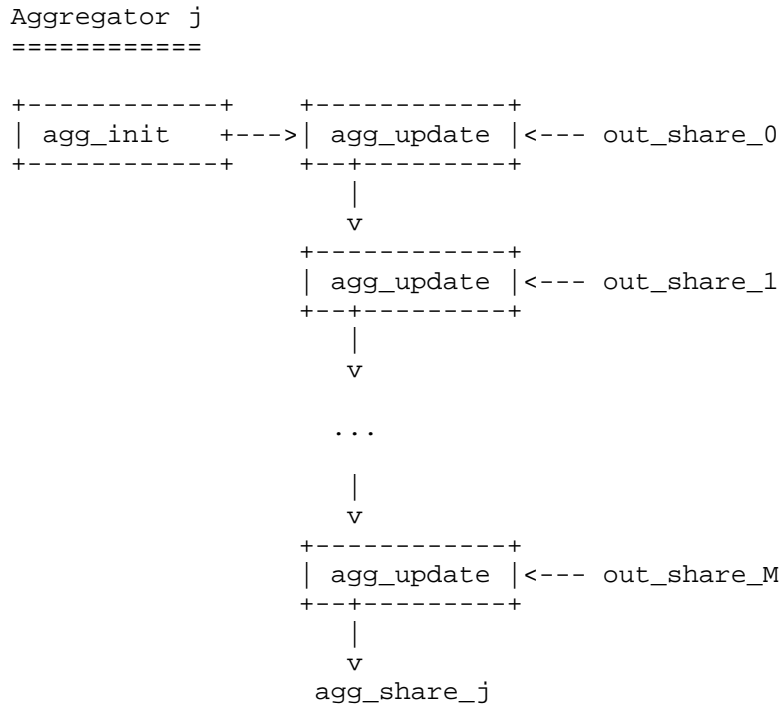 Aggregator j
============
+------------+    +------------+
| agg_init   +--->| agg_update |<--- out_share_0
+------------+    +--+---------+
                     |
                     v
                  +------------+
                  | agg_update |<--- out_share_1
                  +--+---------+
                     |
                     v
                    ...
                     |
                     v
                  +------------+
                  | agg_update |<--- out_share_M
                  +--+---------+
                     |
                     v
                   agg_share_j